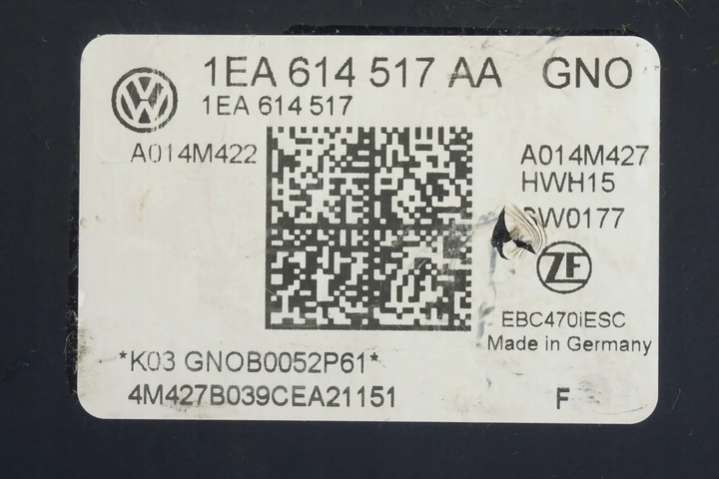 1EA 614 517 AA GNO
1EA 614 517
A014M422
A014M427
HWH15
SW0177
ZF
EBC470iESC
Made in Germany
*K03 GNOB0052P61*
4M427B039CEA21151
F